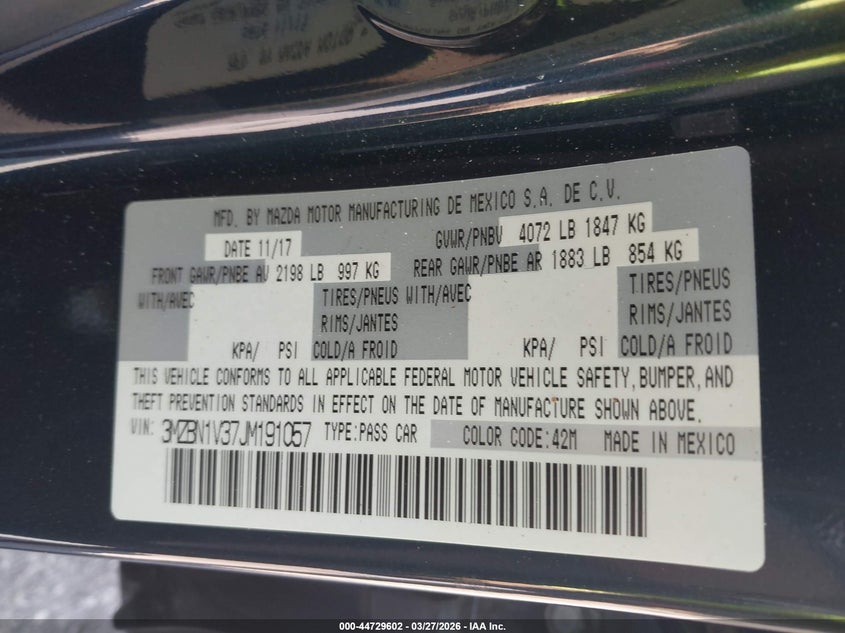 MFD. BY MAZDA MOTOR MANUFACTURING DE MEXICO S.A. DE C.V.
DATE 11/17 GVWR/PNBV 4072 LB 1847 KG
FRONT GAWR/PNBE AV 2198 LB 997 KG REAR GAWR/PNBE AR 1883 LB 854 KG
WITH/AVEC TIRES/PNEUS WITH/AVEC TIRES/PNEUS
RIMS/JANTES RIMS/JANTES
KPA/ PSI COLD/A FROID KPA/ PSI COLD/A FROID
THIS VEHICLE CONFORMS TO ALL APPLICABLE FEDERAL MOTOR VEHICLE SAFETY, BUMPER, AND
THEFT PREVENTION STANDARDS IN EFFECT ON THE DATE OF MANUFACTURE SHOWN ABOVE.
VIN: 3MZBN1V37JM191057 TYPE:PASS CAR COLOR CODE:42M MADE IN MEXICO
000-44729602 — 03/27/2026 — IAA Inc.